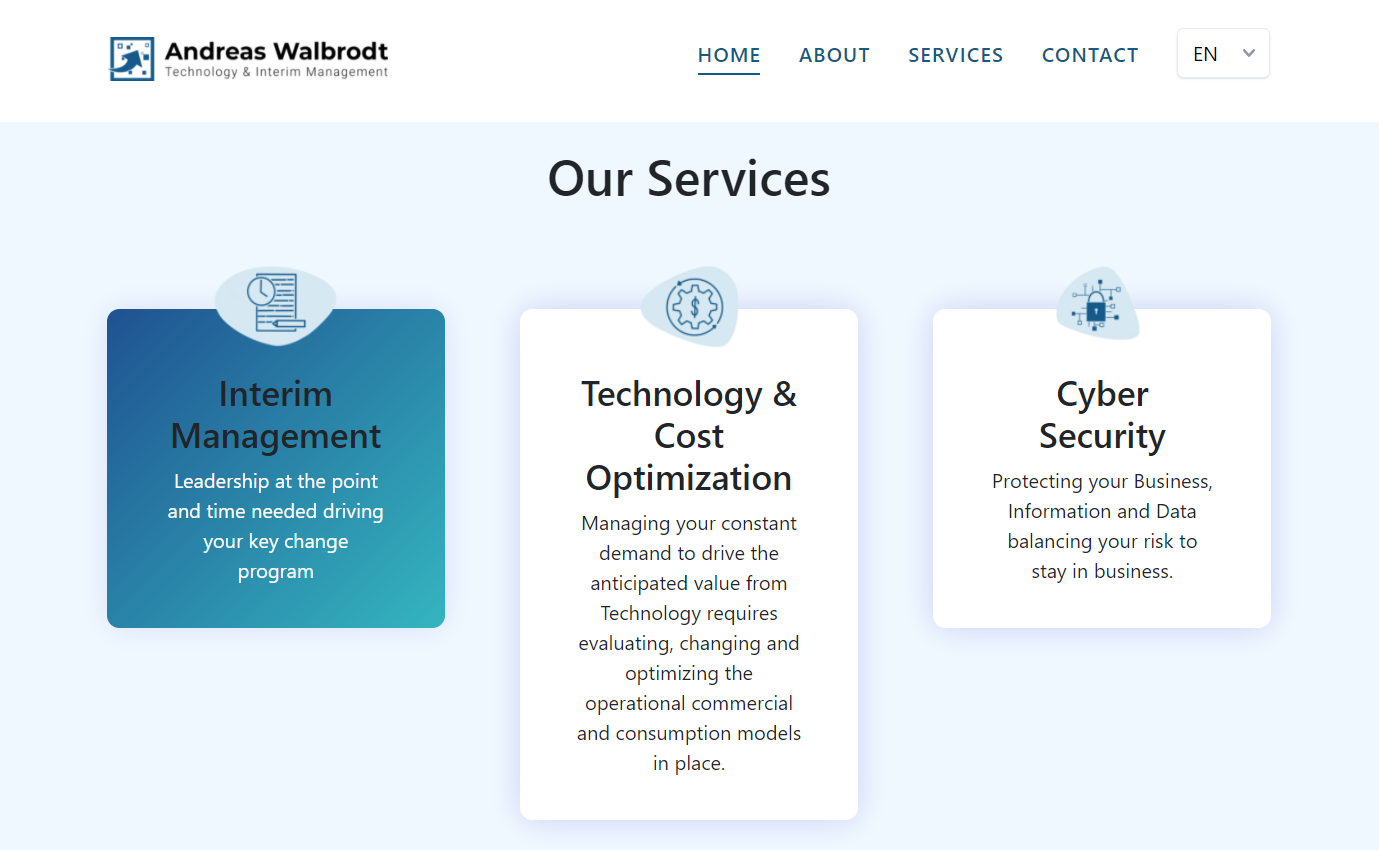 Andreas Walbrodt
Technology & Interim Management
HOME
ABOUT
SERVICES
CONTACT
EN
Our Services
Interim
Management
Leadership at the point
and time needed driving
your key change
program
Technology &
Cost
Optimization
Managing your constant
demand to drive the
anticipated value from
Technology requires
evaluating, changing and
optimizing the
operational commercial
and consumption models
in place.
Cyber
Security
Protecting your Business,
Information and Data
balancing your risk to
stay in business.